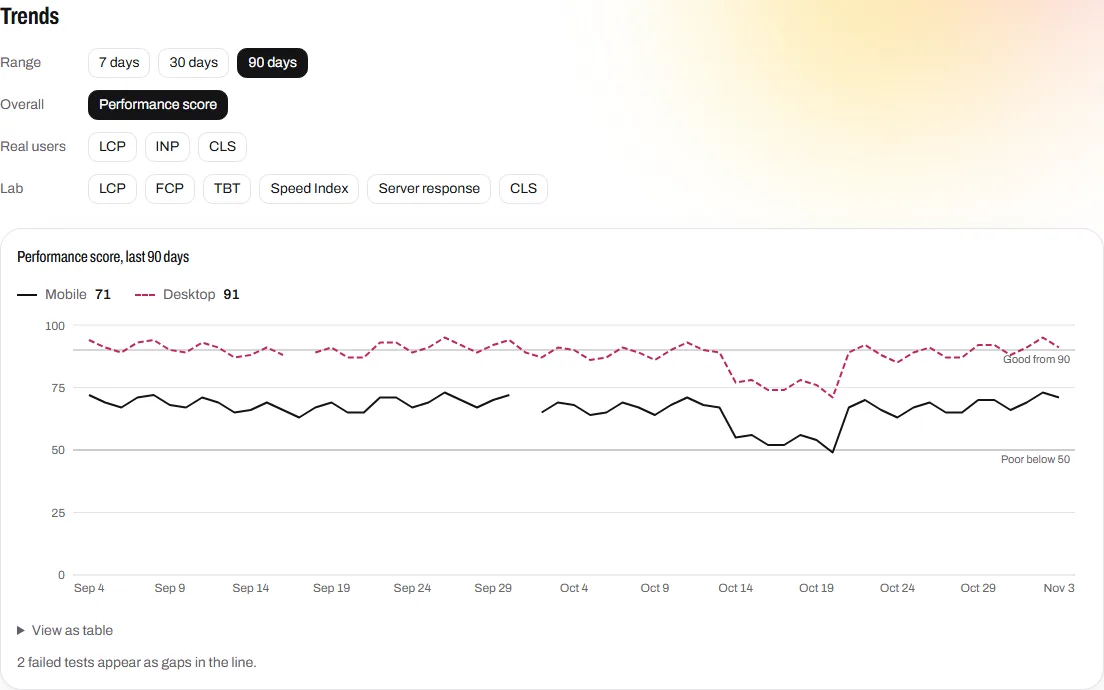 Trends
Range 7 days 30 days 90 days
Overall Performance score
Real users LCP INP CLS
Lab LCP FCP TBT Speed Index Server response CLS
Performance score, last 90 days
Mobile 71 Desktop 91
100
Good from 90
75
50
Poor below 50
25
0
Sep 4 Sep 9 Sep 14 Sep 19 Sep 24 Sep 29 Oct 4 Oct 9 Oct 14 Oct 19 Oct 24 Oct 29 Nov 3
View as table
2 failed tests appear as gaps in the line.